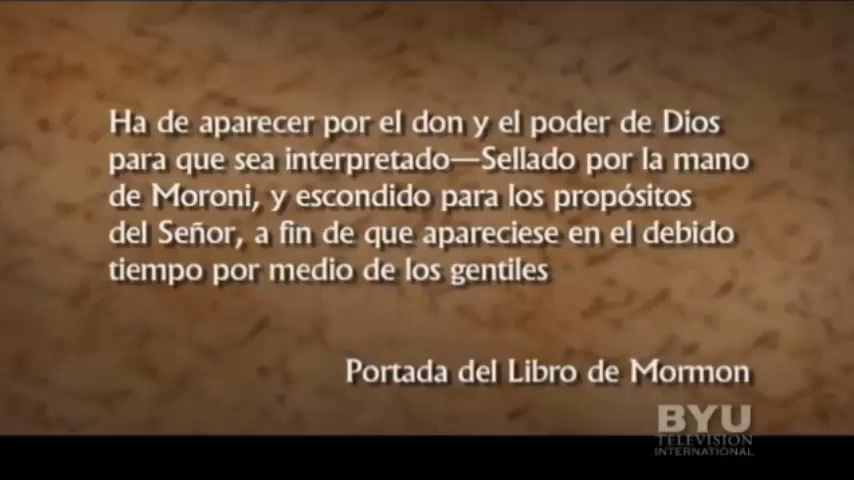 Ha de aparecer por el don y el poder de Dios
para que sea interpretado—Sellado por la mano
de Moroni, y escondido para los propósitos
del Señor, a fin de que apareciese en el debido
tiempo por medio de los gentiles
Portada del Libro de Mormon
BYU
TELEVISION
INTERNATIONAL